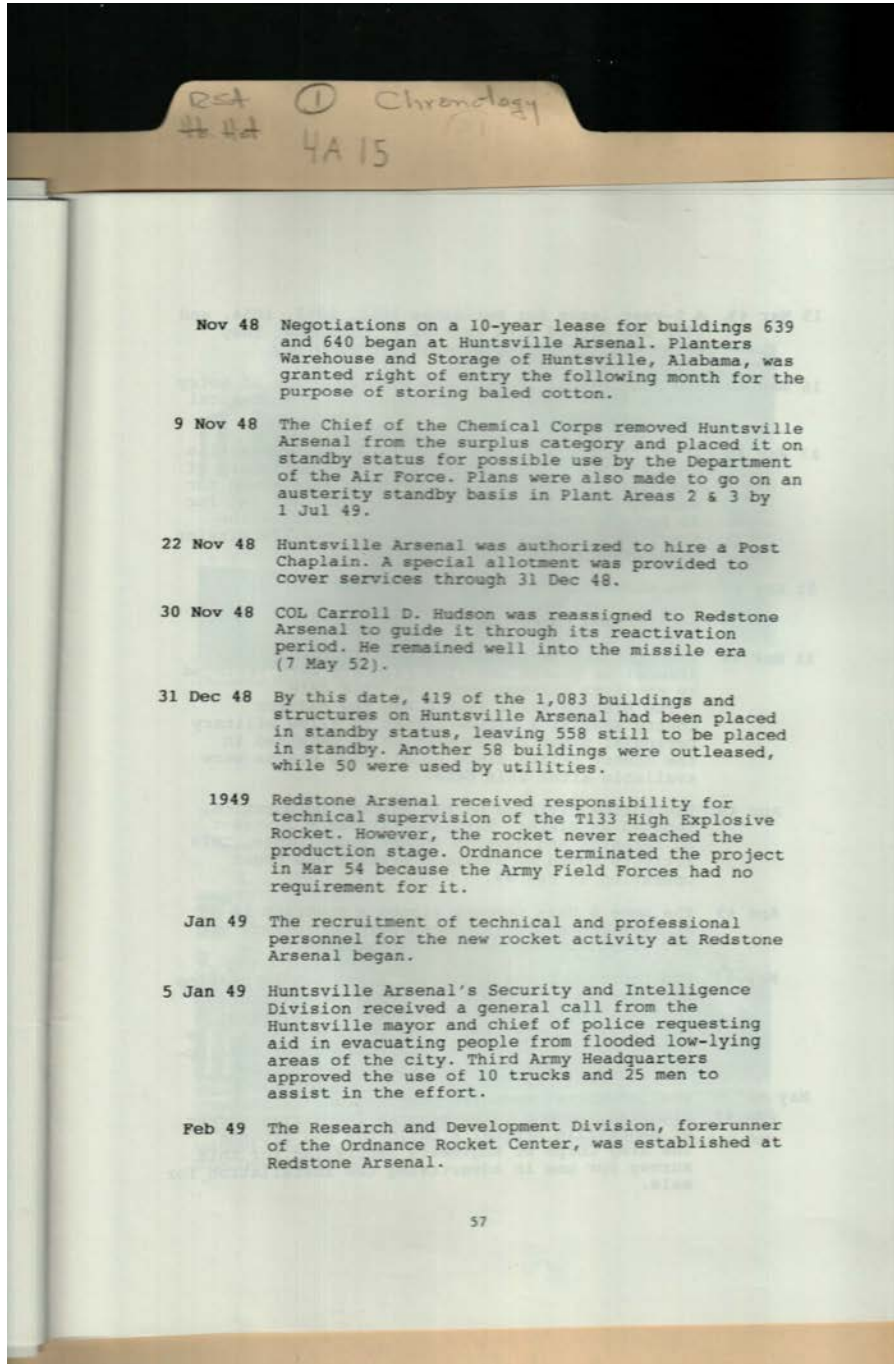 RSA ① Chronology
4A 15
Nov 48 Negotiations on a 10-year lease for buildings 639
and 640 began at Huntsville Arsenal. Planters
Warehouse and Storage of Huntsville, Alabama, was
granted right of entry the following month for the
purpose of storing baled cotton.
9 Nov 48 The Chief of the Chemical Corps removed Huntsville
Arsenal from the surplus category and placed it on
standby status for possible use by the Department
of the Air Force. Plans were also made to go on an
austerity standby basis in Plant Areas 2 & 3 by
1 Jul 49.
22 Nov 48 Huntsville Arsenal was authorized to hire a Post
Chaplain. A special allotment was provided to
cover services through 31 Dec 48.
30 Nov 48 COL Carroll D. Hudson was reassigned to Redstone
Arsenal to guide it through its reactivation
period. He remained well into the missile era
(7 May 52).
31 Dec 48 By this date, 419 of the 1,083 buildings and
structures on Huntsville Arsenal had been placed
in standby status, leaving 558 still to be placed
in standby. Another 58 buildings were outleased,
while 50 were used by utilities.
1949 Redstone Arsenal received responsibility for
technical supervision of the T133 High Explosive
Rocket. However, the rocket never reached the
production stage. Ordnance terminated the project
in Mar 54 because the Army Field Forces had no
requirement for it.
Jan 49 The recruitment of technical and professional
personnel for the new rocket activity at Redstone
Arsenal began.
5 Jan 49 Huntsville Arsenal's Security and Intelligence
Division received a general call from the
Huntsville mayor and chief of police requesting
aid in evacuating people from flooded low-lying
areas of the city. Third Army Headquarters
approved the use of 10 trucks and 25 men to
assist in the effort.
Feb 49 The Research and Development Division, forerunner
of the Ordnance Rocket Center, was established at
Redstone Arsenal.
57